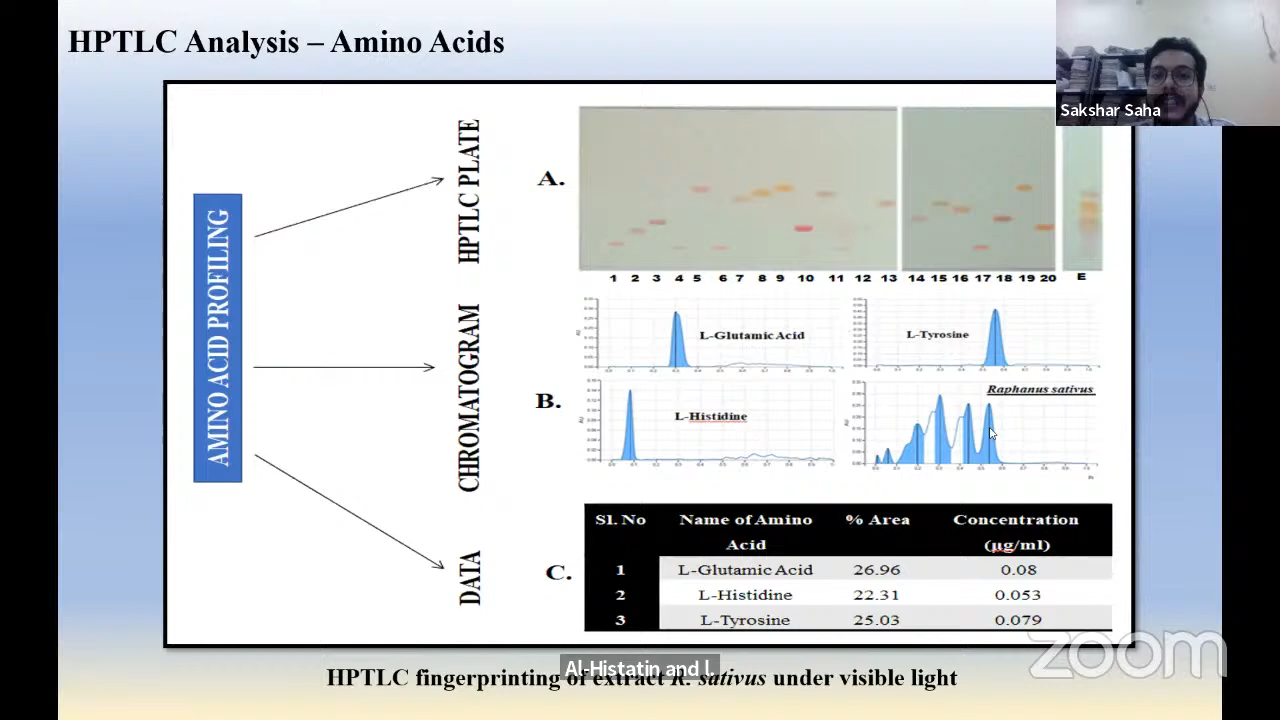 HPTLC Analysis – Amino Acids
Sakshar Saha
AMINO ACID PROFILING
HPTLC PLATE
A.
1 2 3 4 5 6 7 8 9 10 11 12 13 14 15 16 17 18 19 20 E
CHROMATOGRAM
B.
L-Glutamic Acid
L-Tyrosine
L-Histidine
Raphanus sativus
DATA
C.
Sl. No Name of Amino Acid % Area Concentration (µg/ml)
1 L-Glutamic Acid 26.96 0.08
2 L-Histidine 22.31 0.053
3 L-Tyrosine 25.03 0.079
zoom
Al-Histatin and l.
HPTLC fingerprinting of extract R. sativus under visible light